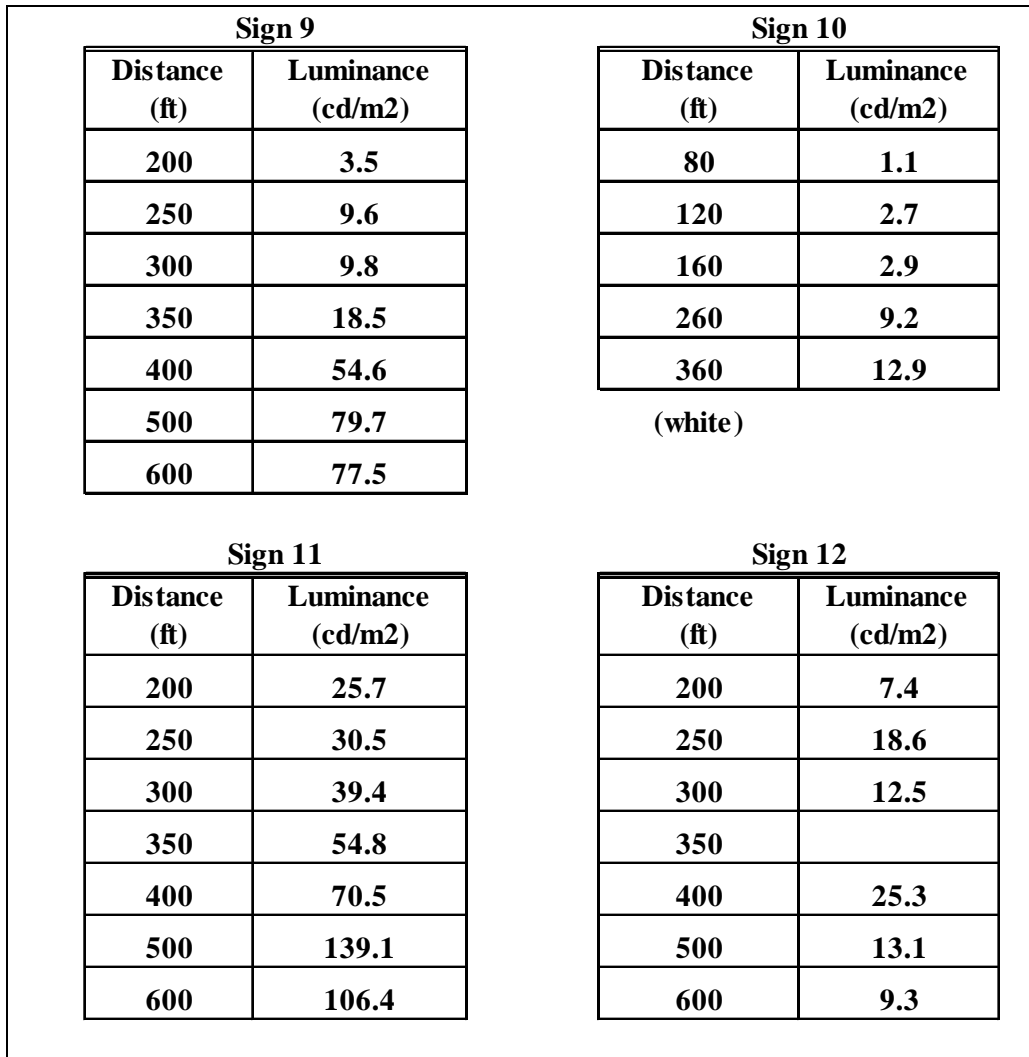 Sign 9
Distance Luminance
(ft) (cd/m2)
200 3.5
250 9.6
300 9.8
350 18.5
400 54.6
500 79.7
600 77.5
Sign 10
Distance Luminance
(ft) (cd/m2)
80 1.1
120 2.7
160 2.9
260 9.2
360 12.9
(white)
Sign 11
Distance Luminance
(ft) (cd/m2)
200 25.7
250 30.5
300 39.4
350 54.8
400 70.5
500 139.1
600 106.4
Sign 12
Distance Luminance
(ft) (cd/m2)
200 7.4
250 18.6
300 12.5
350
400 25.3
500 13.1
600 9.3